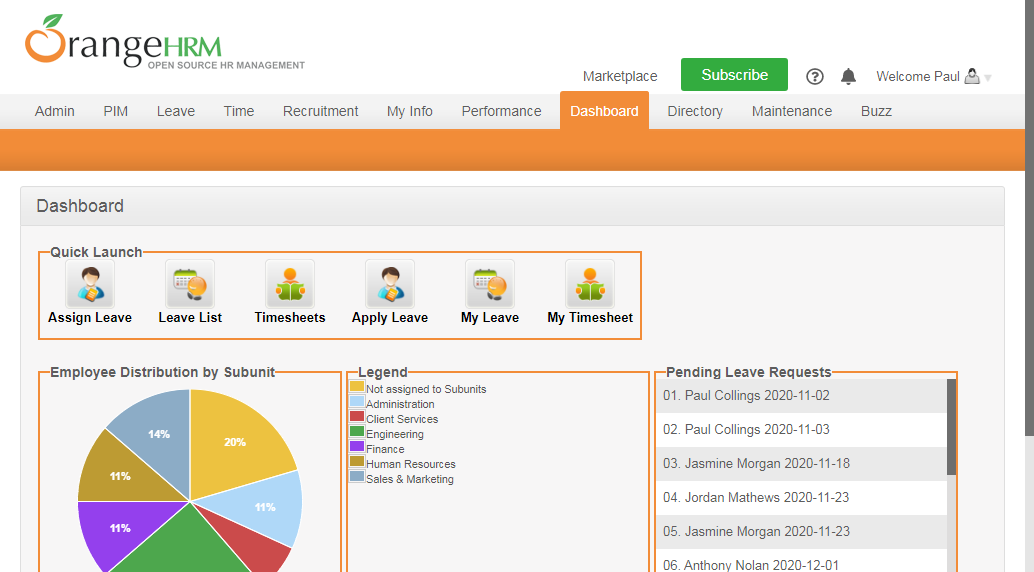 OrangeHRM
OPEN SOURCE HR MANAGEMENT
Marketplace Subscribe ? Welcome Paul
Admin PIM Leave Time Recruitment My Info Performance Dashboard Directory Maintenance Buzz
Dashboard
Quick Launch
Assign Leave Leave List Timesheets Apply Leave My Leave My Timesheet
Employee Distribution by Subunit
20%
11%
11%
11%
14%
Legend
Not assigned to Subunits
Administration
Client Services
Engineering
Finance
Human Resources
Sales & Marketing
Pending Leave Requests
01. Paul Collings 2020-11-02
02. Paul Collings 2020-11-03
03. Jasmine Morgan 2020-11-18
04. Jordan Mathews 2020-11-23
05. Jasmine Morgan 2020-11-23
06. Anthony Nolan 2020-12-01